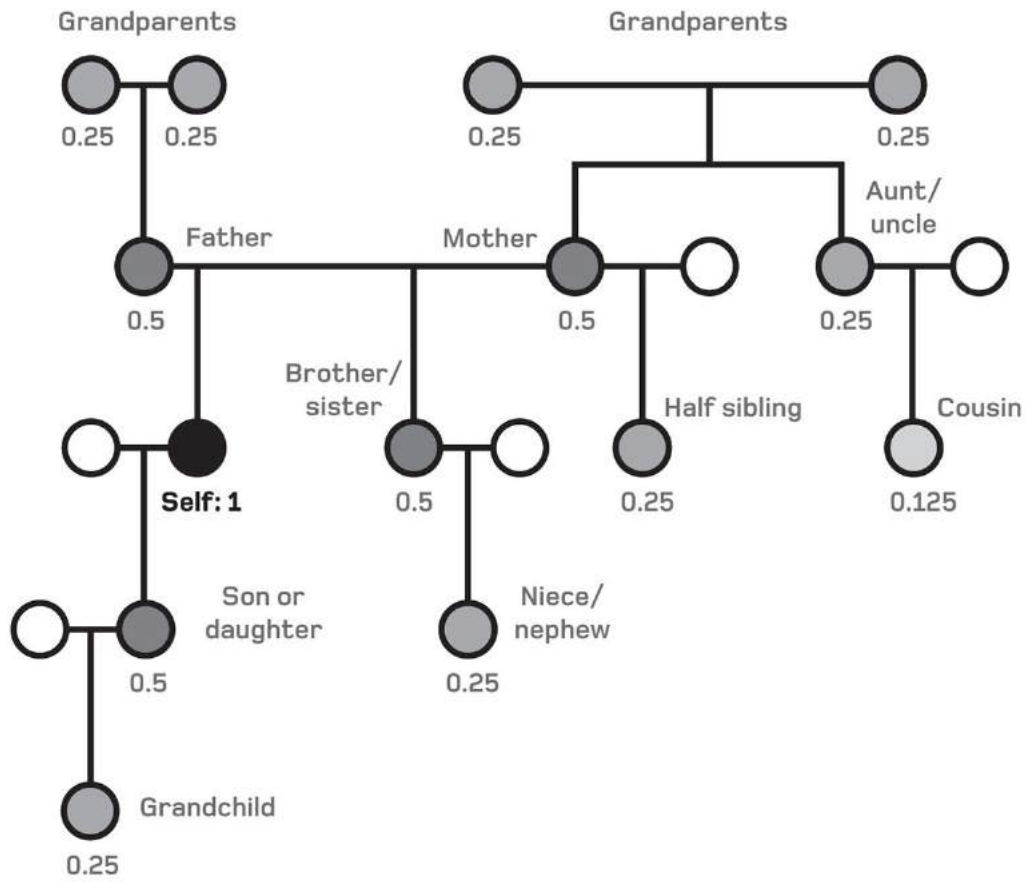 Grandparents
Grandparents
0.25
0.25
0.25
0.25
Aunt/
uncle
Father
Mother
0.5
0.5
0.25
Brother/
sister
Half sibling
Cousin
Self: 1
0.5
0.25
0.125
Son or
daughter
Niece/
nephew
0.5
0.25
Grandchild
0.25